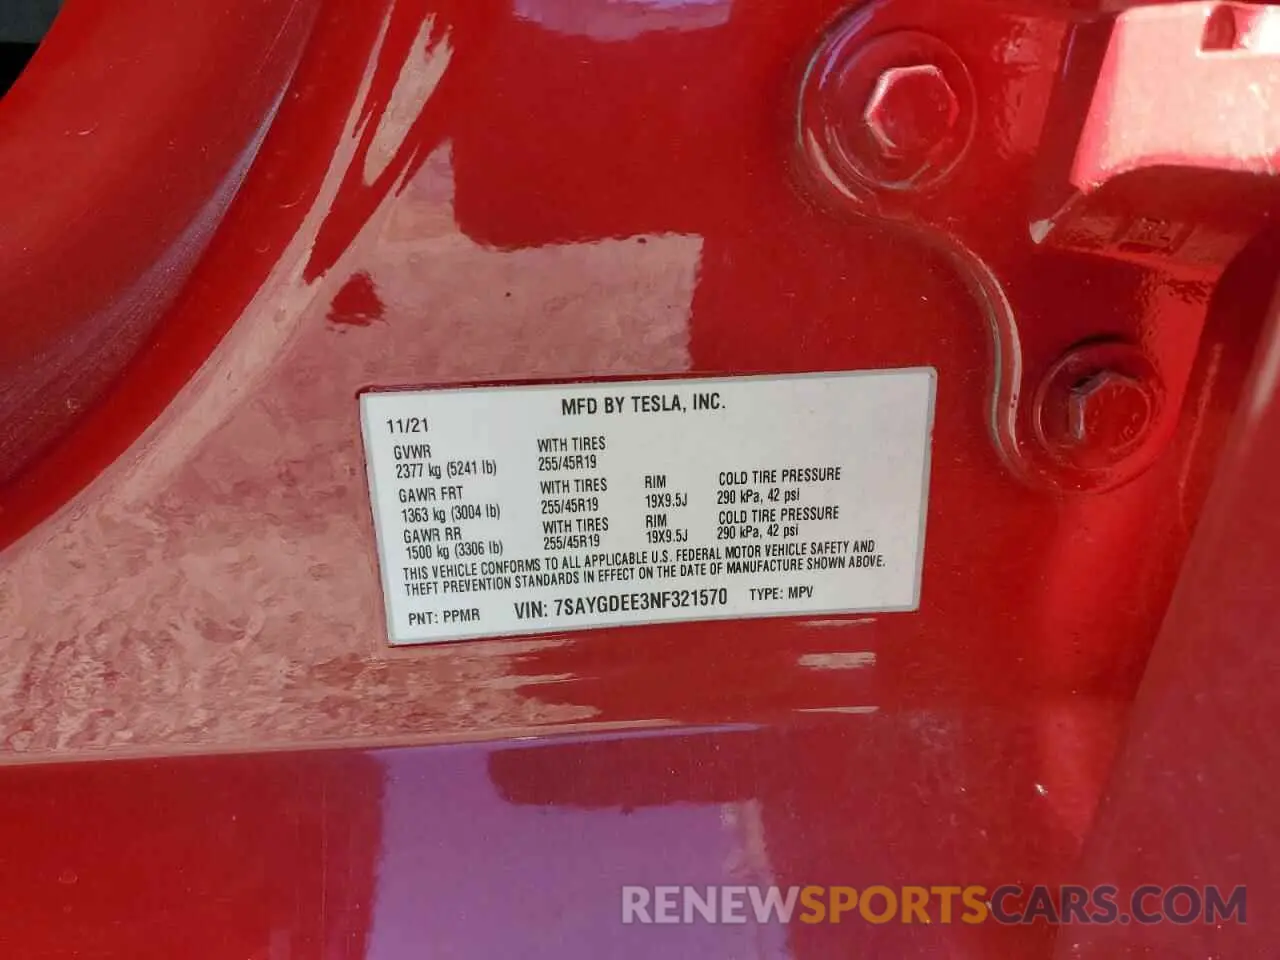 MFD BY TESLA, INC.
11/21
GVWR WITH TIRES
2377 kg (5241 lb) 255/45R19
GAWR FRT WITH TIRES RIM COLD TIRE PRESSURE
1363 kg (3004 lb) 255/45R19 19X9.5J 290 kPa, 42 psi
GAWR RR WITH TIRES RIM COLD TIRE PRESSURE
1500 kg (3306 lb) 255/45R19 19X9.5J 290 kPa, 42 psi
THIS VEHICLE CONFORMS TO ALL APPLICABLE U.S. FEDERAL MOTOR VEHICLE SAFETY AND
THEFT PREVENTION STANDARDS IN EFFECT ON THE DATE OF MANUFACTURE SHOWN ABOVE.
PNT: PPMR VIN: 7SAYGDEE3NF321570 TYPE: MPV
RENEWSPORTSCARS.COM